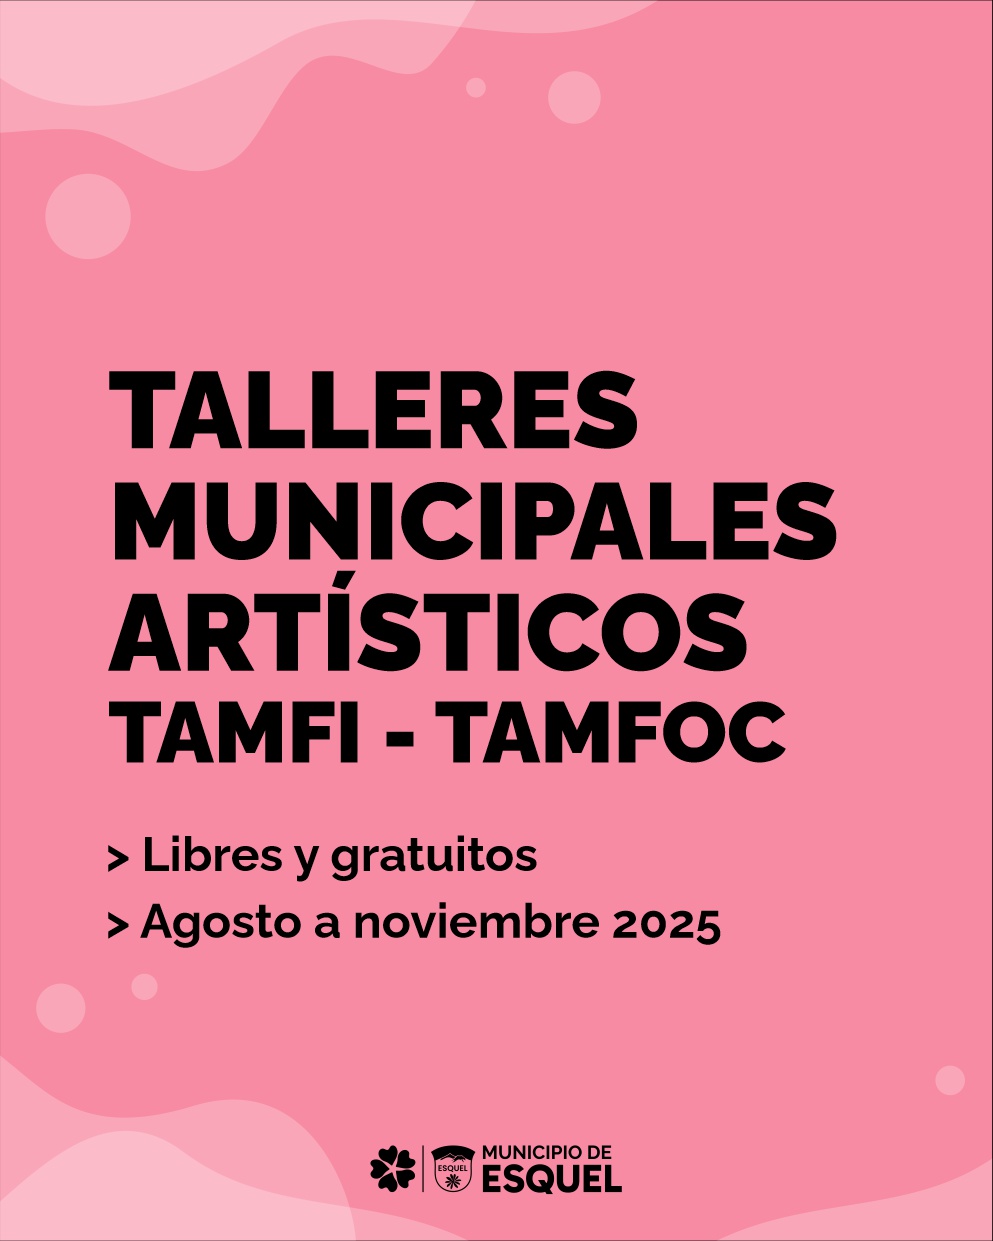 TALLERES
MUNICIPALES
ARTÍSTICOS
TAMFI - TAMFOC
> Libres y gratuitos
> Agosto a noviembre 2025
ESQUEL
MUNICIPIO DE
ESQUEL